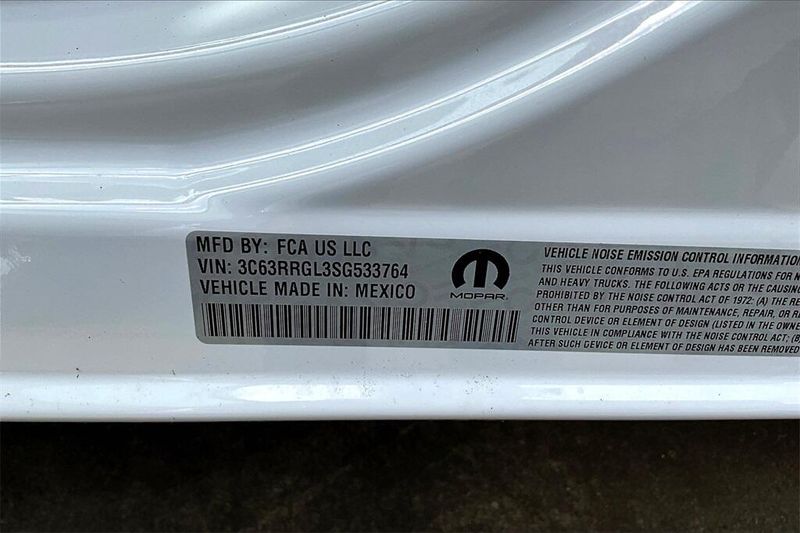 MFD BY: FCA US LLC
VIN: 3C63RRGL3SG533764
VEHICLE MADE IN: MEXICO
MOPAR
VEHICLE NOISE EMISSION CONTROL INFORMATION
THIS VEHICLE CONFORMS TO U.S. EPA REGULATIONS FOR N
AND HEAVY TRUCKS. THE FOLLOWING ACTS OR THE CAUSING
PROHIBITED BY THE NOISE CONTROL ACT OF 1972: (A) THE RE
OTHER THAN FOR PURPOSES OF MAINTENANCE, REPAIR, OR R
CONTROL DEVICE OR ELEMENT OF DESIGN (LISTED IN THE OWNE
THIS VEHICLE IN COMPLIANCE WITH THE NOISE CONTROL ACT; (B
AFTER SUCH DEVICE OR ELEMENT OF DESIGN HAS BEEN REMOVED